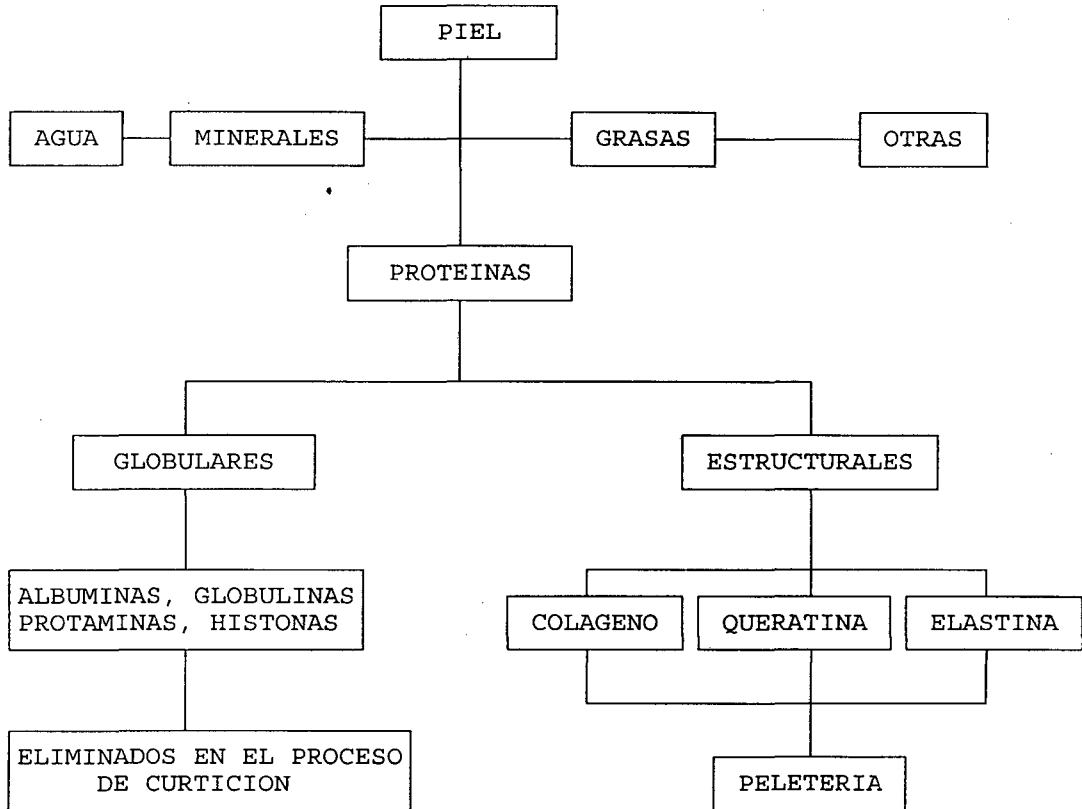 PIEL
AGUA
MINERALES
GRASAS
OTRAS
PROTEINAS
GLOBULARES
ESTRUCTURALES
ALBUMINAS, GLOBULINAS
PROTAMINAS, HISTONAS
COLAGENO
QUERATINA
ELASTINA
ELIMINADOS EN EL PROCESO
DE CURTICION
PELETERIA